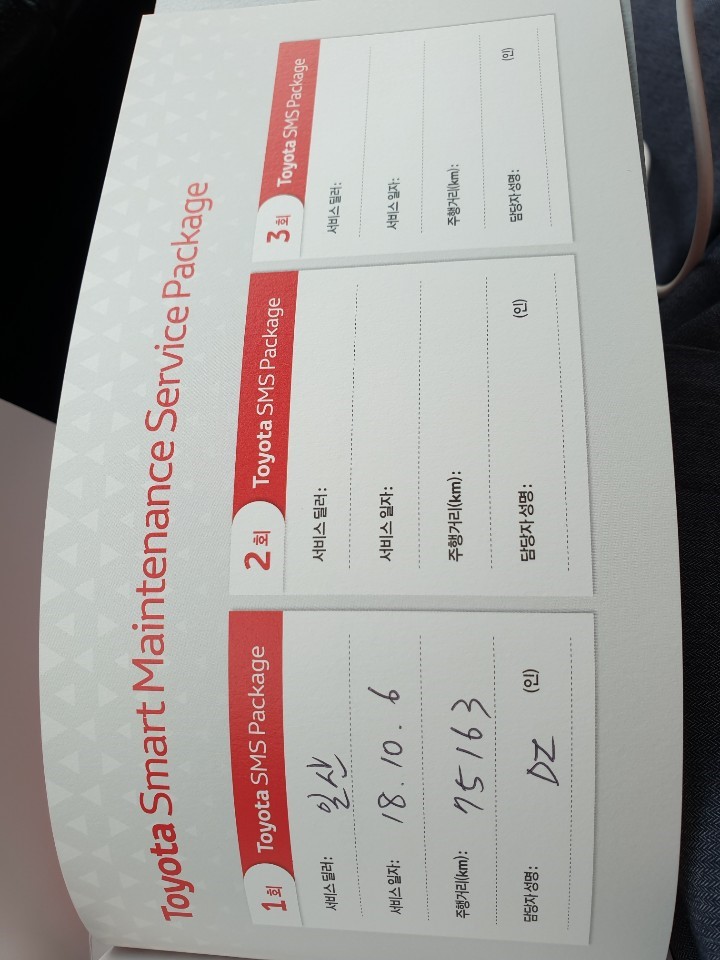 Toyota Smart Maintenance Service Package
1회 Toyota SMS Package
서비스 딜러: 일산
서비스 일자: 18.10.6
주행거리(km): 75163
담당자 성명: DZ (인)
2회 Toyota SMS Package
서비스 딜러:
서비스 일자:
주행거리(km):
담당자 성명: (인)
3회 Toyota SMS Package
서비스 딜러:
서비스 일자:
주행거리(km):
담당자 성명: (인)